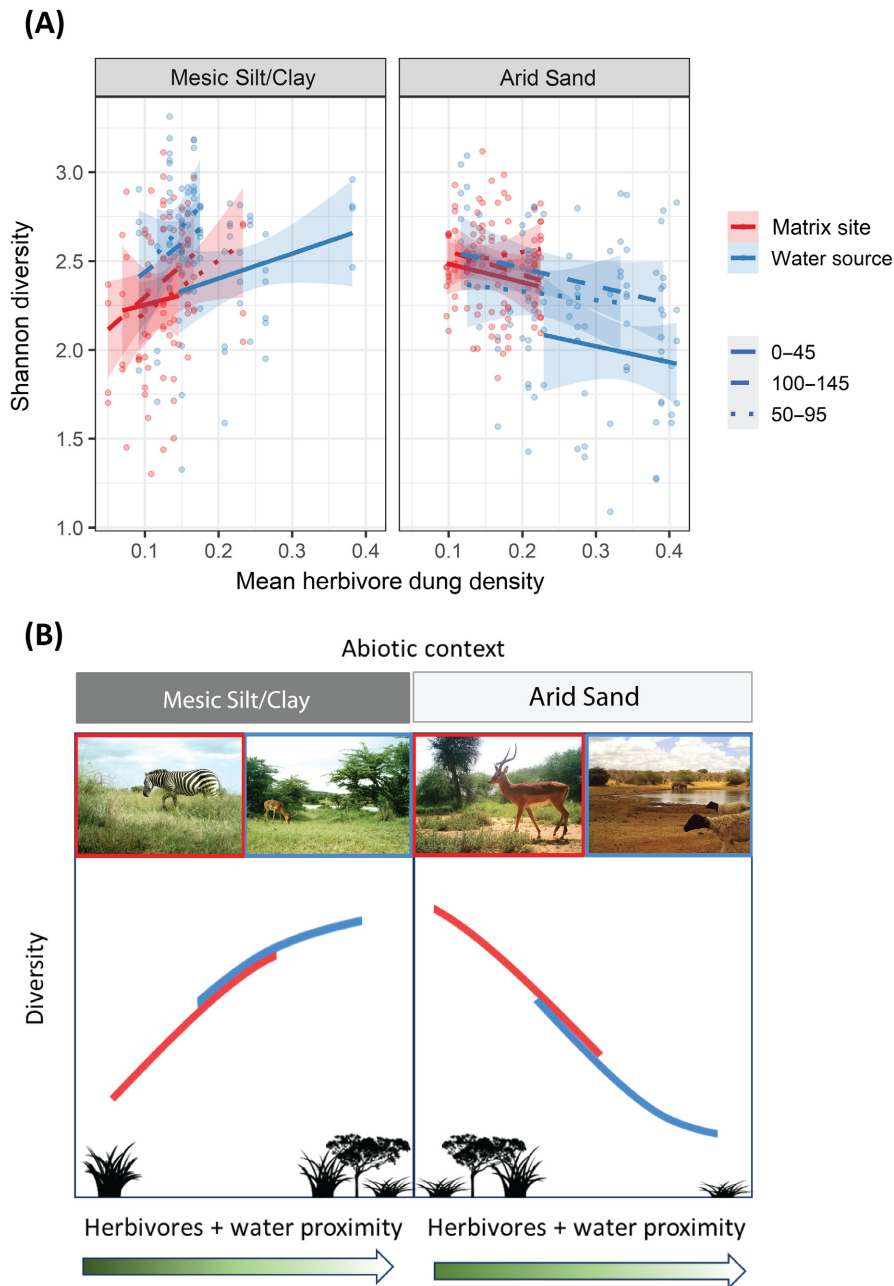 (A)
Mesic Silt/Clay
Arid Sand
Shannon diversity
3.0
2.5
2.0
1.5
1.0
0.1
0.2
0.3
0.4
0.1
0.2
0.3
0.4
Mean herbivore dung density
Matrix site
Water source
0–45
100–145
50–95
(B)
Abiotic context
Mesic Silt/Clay
Arid Sand
Diversity
Herbivores + water proximity
Herbivores + water proximity